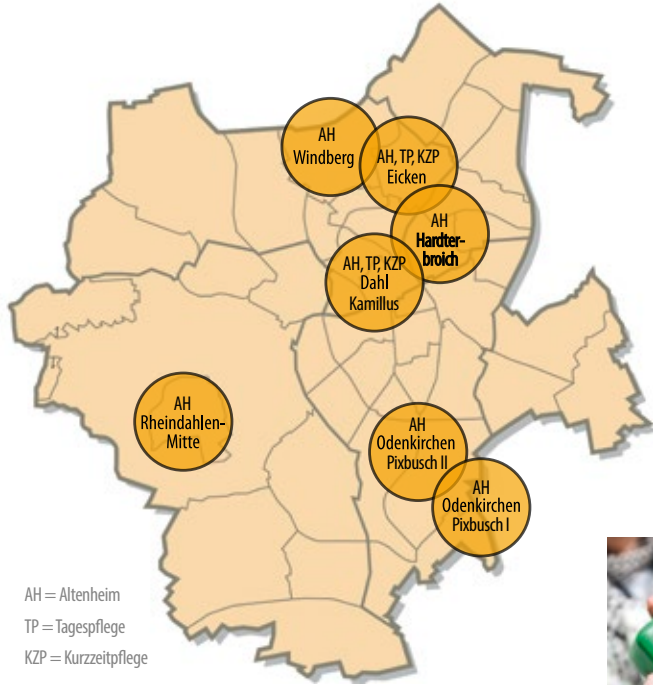 AH
Windberg
AH, TP, KZP
Eicken
AH
Hardter-
broich
AH, TP, KZP
Dahl
Kamillus
AH
Rheindahlen-
Mitte
AH
Odenkirchen
Pixbusch II
AH
Odenkirchen
Pixbusch I
AH = Altenheim
TP = Tagespflege
KZP = Kurzzeitpflege